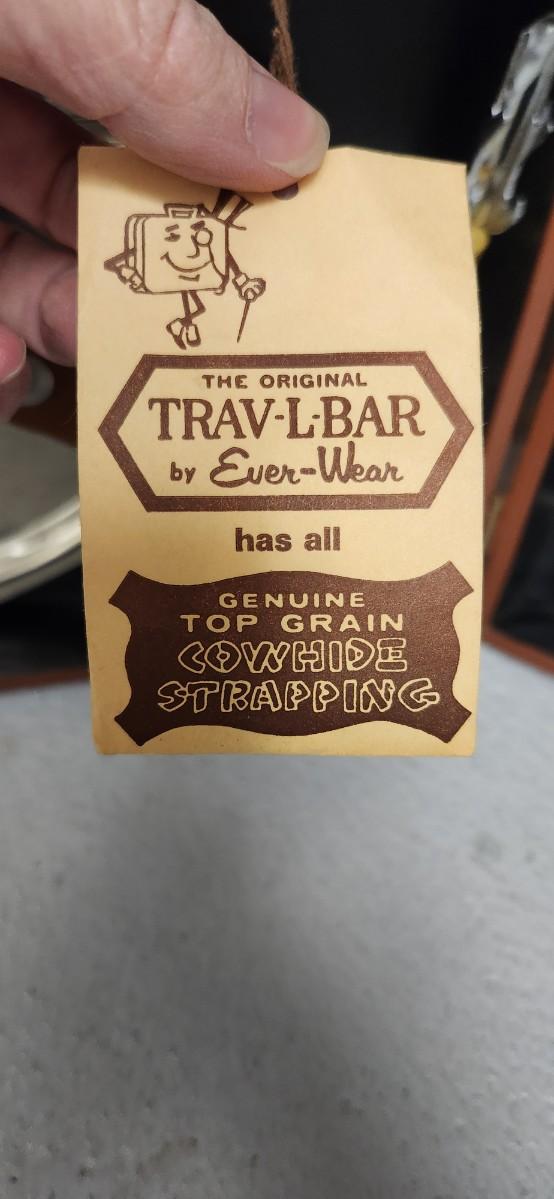 THE ORIGINAL
TRAV-L-BAR
by Ever-Wear
has all
GENUINE
TOP GRAIN
COWHIDE
STRAPPING